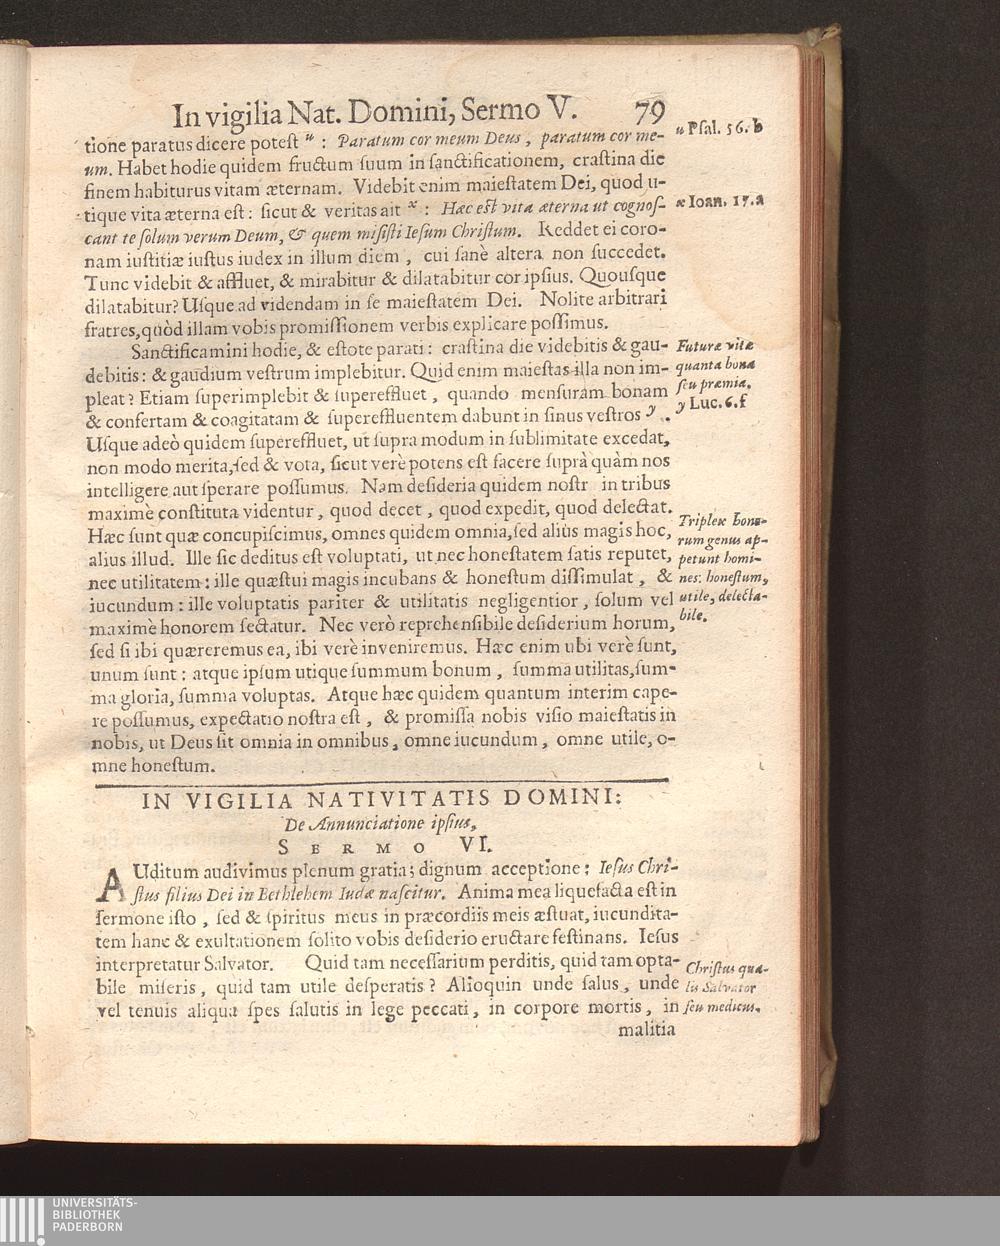 In vigilia Nat. Domini, Sermo V. 79
tione paratus dicere poteſt u : Paratum cor meum Deus, paratum cor me-
um. Habet hodie quidem fructum ſuum in ſanctificationem, craſtina die
finem habiturus vitam æternam. Videbit enim maieſtatem Dei, quod u-
tique vita æterna eſt: ſicut & veritas ait x : Hæc eſt vita æterna ut cognoſ-
cant te ſolum verum Deum, & quem miſiſti Ieſum Chriſtum. Reddet ei coro-
nam iuſtitiæ iuſtus iudex in illum diem, cui ſanè altera non ſuccedet.
Tunc videbit & affluet, & mirabitur & dilatabitur cor ipſius. Quouſque
dilatabitur? Uſque ad videndam in ſe maieſtatem Dei. Nolite arbitrari
fratres, quòd illam vobis promiſſionem verbis explicare poſſimus.
Sanctificamini hodie, & eſtote parati: craſtina die videbitis & gau-
debitis: & gaudium veſtrum implebitur. Quid enim maieſtas illa non im-
pleat? Etiam ſuperimplebit & ſupereffluet, quando menſuram bonam
& confertam & coagitatam & ſupereffluentem dabunt in ſinus veſtros y.
Uſque adeò quidem ſupereffluet, ut ſupra modum in ſublimitate excedat,
non modo merita, ſed & vota, ſicut verè potens eſt facere ſuprà quàm nos
intelligere aut ſperare poſſumus. Nam deſideria quidem noſtr in tribus
maximè conſtituta videntur, quod decet, quod expedit, quod delectat.
Hæc ſunt quæ concupiſcimus, omnes quidem omnia, ſed alius magis hoc,
alius illud. Ille ſic deditus eſt voluptati, ut nec honeſtatem ſatis reputet,
nec utilitatem: ille quæſtui magis incubans & honeſtum diſſimulat, &
iucundum: ille voluptatis pariter & utilitatis negligentior, ſolum vel
maximè honorem ſectatur. Nec verò reprehenſibile deſiderium horum,
ſed ſi ibi quæreremus ea, ibi verè inveniremus. Hæc enim ubi verè ſunt,
unum ſunt: atque ipſum utique ſummum bonum, ſumma utilitas, ſum-
ma gloria, ſumma voluptas. Atque hæc quidem quantum interim cape-
re poſſumus, expectatio noſtra eſt, & promiſſa nobis viſio maieſtatis in
nobis, ut Deus ſit omnia in omnibus, omne iucundum, omne utile, o-
mne honeſtum.
u Pſal. 56. b
x Ioan. 17. a
Futuræ vitæ
quanta bona
ſeu præmia.
y Luc. 6. f
Triplex bono-
rum genus ap-
petunt homi-
nes: honeſtum,
utile, delecta-
bile.
IN VIGILIA NATIVITATIS DOMINI:
De Annunciatione ipſius,
SERMO VI.
AUditum audivimus plenum gratia; dignum acceptione: Ieſus Chri-
ſtus filius Dei in Bethlehem Iudæ naſcitur. Anima mea liquefacta eſt in
ſermone iſto, ſed & ſpiritus meus in præcordiis meis æſtuat, iucundita-
tem hanc & exultationem ſolito vobis deſiderio eructare feſtinans. Ieſus
interpretatur Salvator. Quid tam neceſſarium perditis, quid tam opta-
bile miſeris, quid tam utile deſperatis? Alioquin unde ſalus, unde
vel tenuis aliqua ſpes ſalutis in lege peccati, in corpore mortis, in
malitia
Chriſtus qua-
lis Salvator
ſeu medicus.
UNIVERSITÄTS-
BIBLIOTHEK
PADERBORN